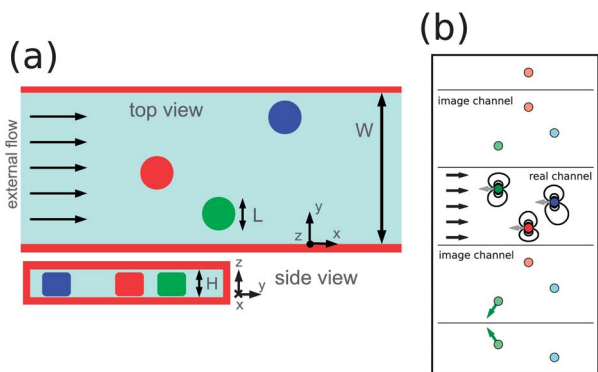 (a)
top view
external flow
W
L
y
z
x
side view
z
H
y
x
(b)
image channel
real channel
image channel